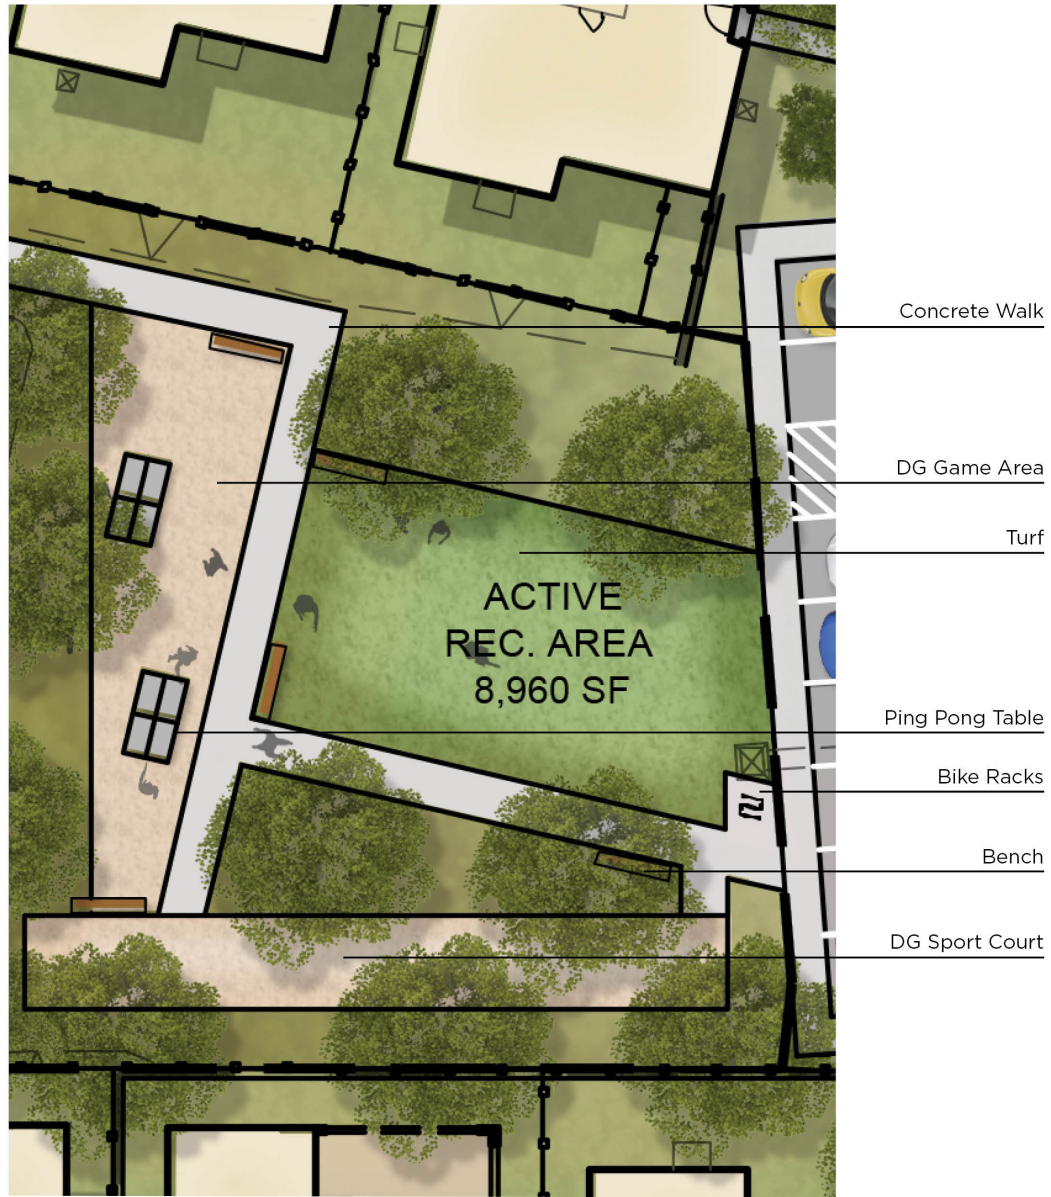 Concrete Walk
DG Game Area
Turf
ACTIVE
REC. AREA
8,960 SF
Ping Pong Table
Bike Racks
Bench
DG Sport Court